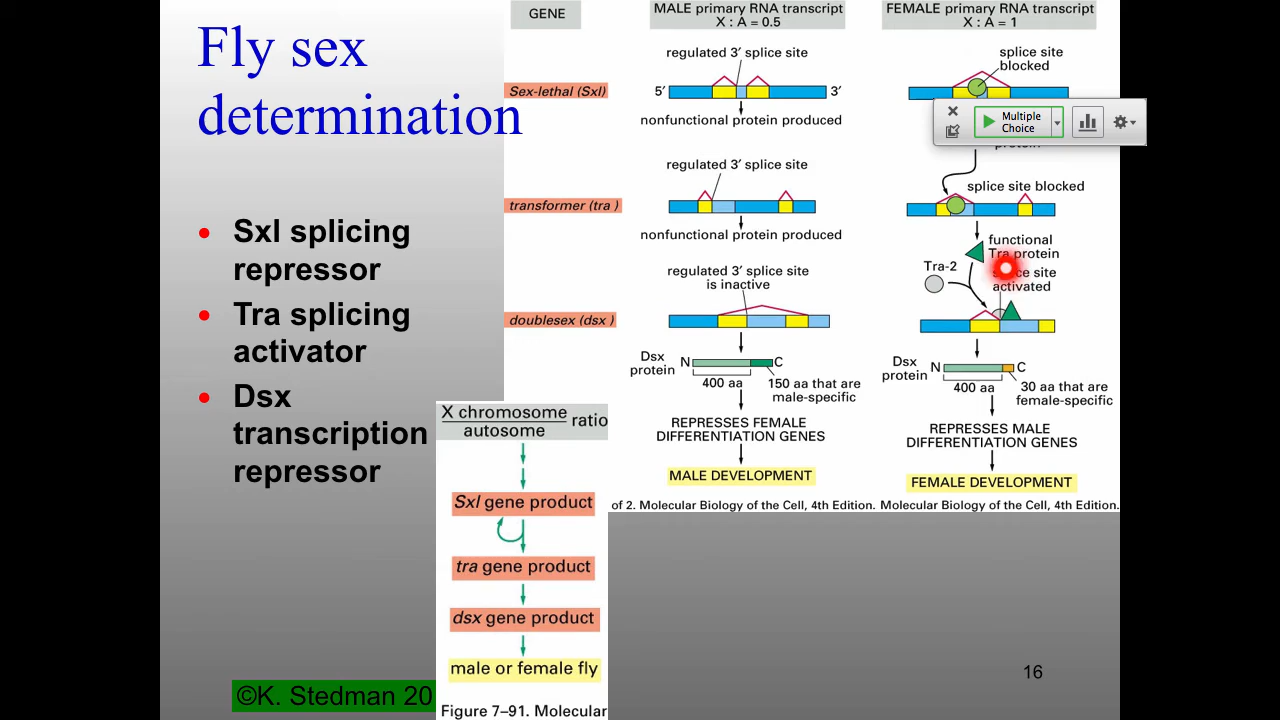 Fly sex
determination
• Sxl splicing
repressor
• Tra splicing
activator
• Dsx
transcription
repressor
GENE
MALE primary RNA transcript
X : A = 0.5
FEMALE primary RNA transcript
X : A = 1
Sex-lethal (Sxl)
regulated 3′ splice site
5′
3′
nonfunctional protein produced
splice site
blocked
Multiple
Choice
protein
transformer (tra)
regulated 3′ splice site
nonfunctional protein produced
splice site blocked
functional
Tra protein
Tra-2
site
activated
doublesex (dsx)
regulated 3′ splice site
is inactive
Dsx
protein
N
C
400 aa
150 aa that are
male-specific
REPRESSES FEMALE
DIFFERENTIATION GENES
MALE DEVELOPMENT
Dsx
protein
N
C
400 aa
30 aa that are
female-specific
REPRESSES MALE
DIFFERENTIATION GENES
FEMALE DEVELOPMENT
of 2. Molecular Biology of the Cell, 4th Edition.
Molecular Biology of the Cell, 4th Edition.
X chromosome
autosome
ratio
Sxl gene product
tra gene product
dsx gene product
male or female fly
Figure 7–91. Molecular
©K. Stedman 20
16